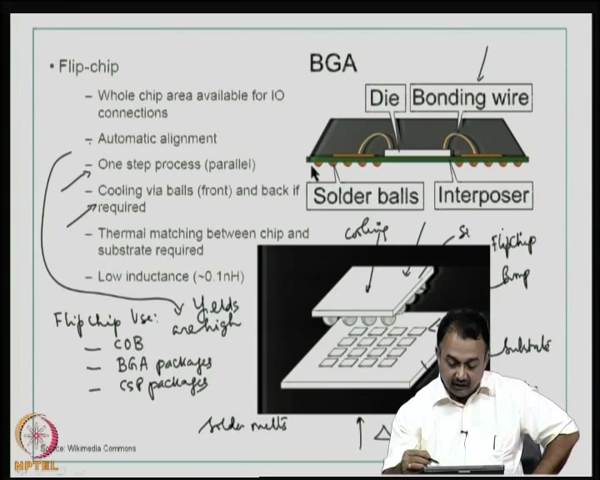 • Flip-chip
– Whole chip area available for IO
connections
– Automatic alignment
– One step process (parallel)
– Cooling via balls (front) and back if
required
– Thermal matching between chip and
substrate required
– Low inductance (~0.1nH)
Flip Chip Use:
— COB
— BGA packages
— CSP packages
Yields
are high
BGA
Die
Bonding wire
Solder balls
Interposer
cooling
Si
Flipchip
Bump
Substrate
Solder melts
Δ
Source: Wikimedia Commons
NPTEL